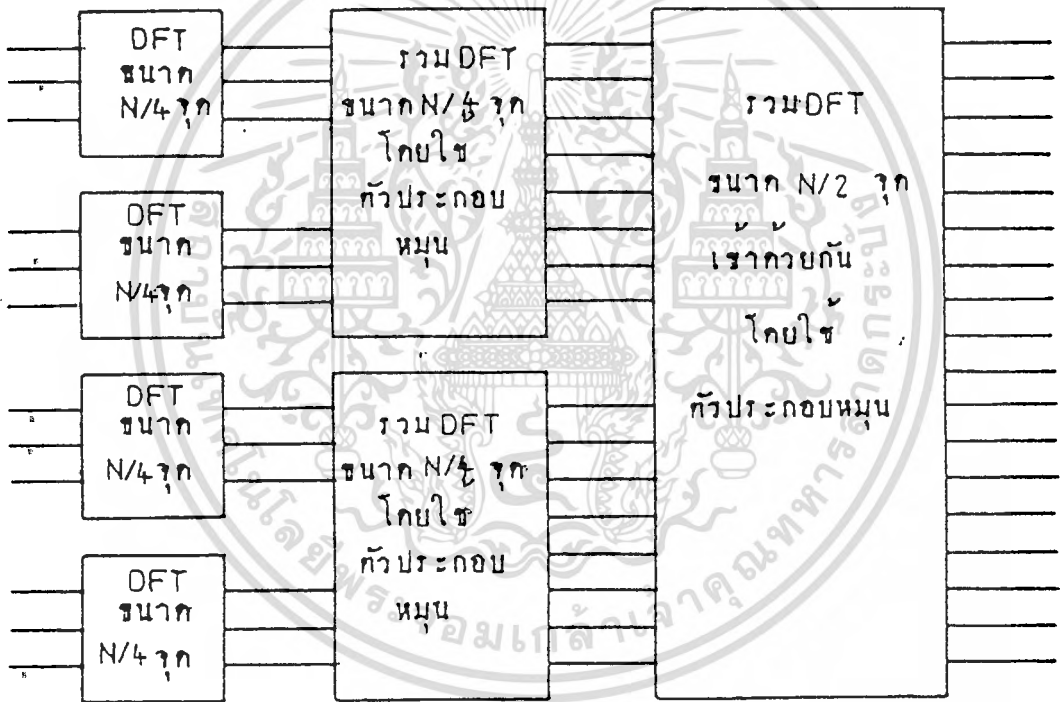 DFT
ขนาด
N/4 จุด
DFT
ขนาด
N/4จุด
DFT
ขนาด
N/4จุด
DFT
ขนาด
N/4 จุด
รวม DFT
ขนาด N/4 จุด
โดยใช
ตัวประกอบ
หมุน
รวม DFT
ขนาด N/4 จุด
โดยใช
ตัวประกอบ
หมุน
รวมDFT
ขนาด N/2 จุด
เข้าด้วยกัน
โดยใช้
ตัวประกอบหมุน